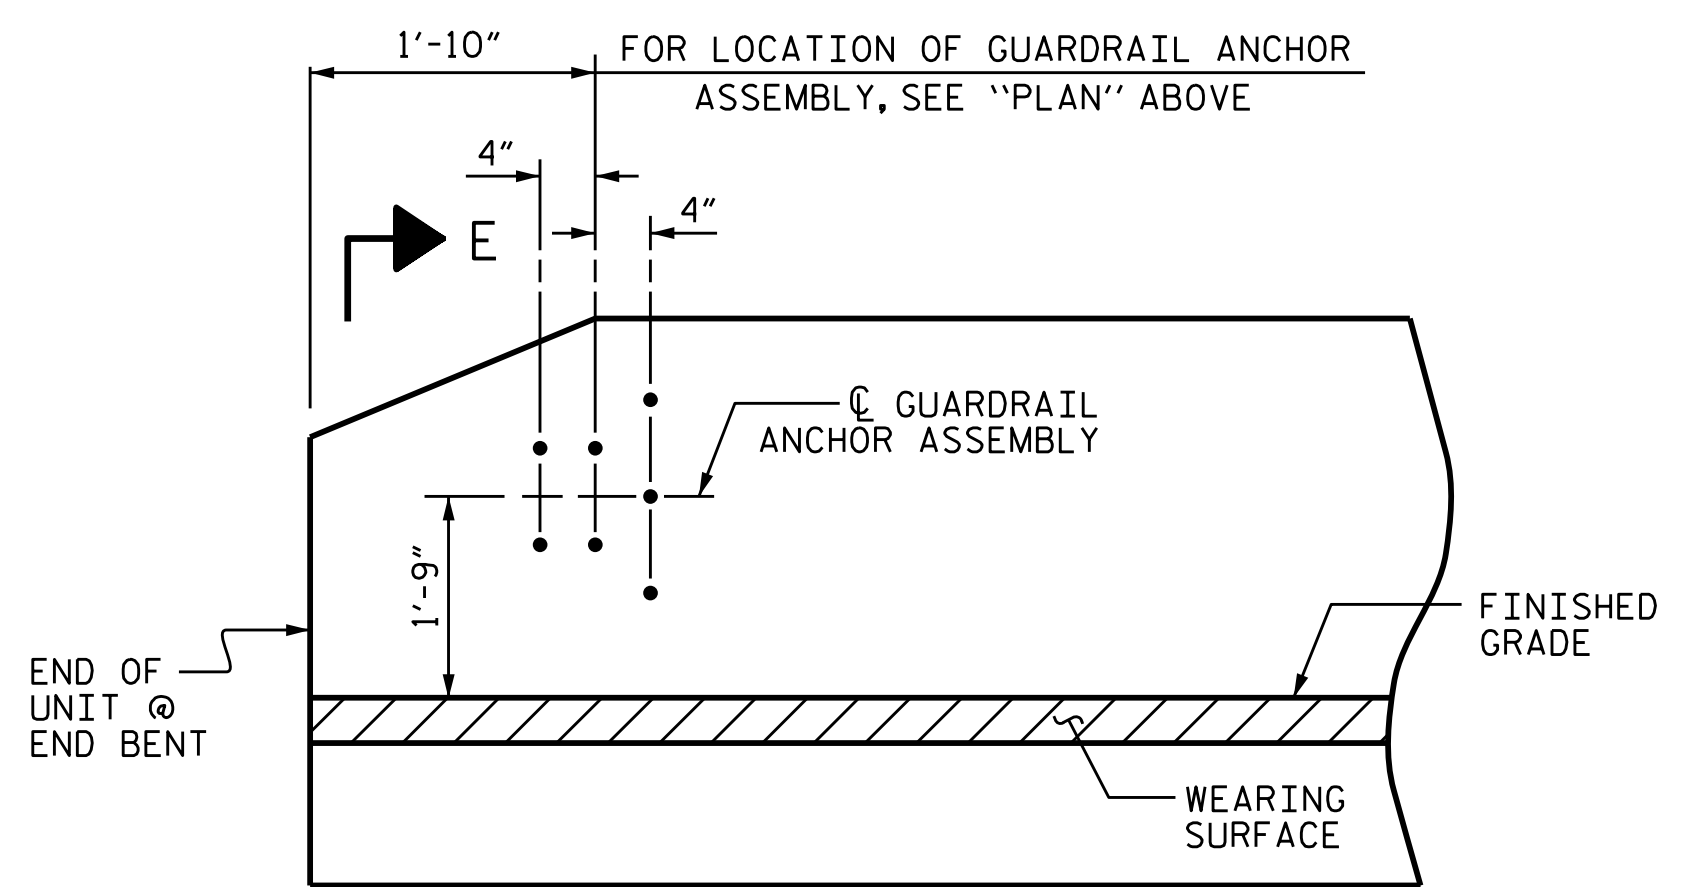 1'-10"
FOR LOCATION OF GUARDRAIL ANCHOR
ASSEMBLY, SEE "PLAN" ABOVE
4"
4"
E
℄ GUARDRAIL
ANCHOR ASSEMBLY
1'-9"
FINISHED
GRADE
END OF
UNIT @
END BENT
WEARING
SURFACE